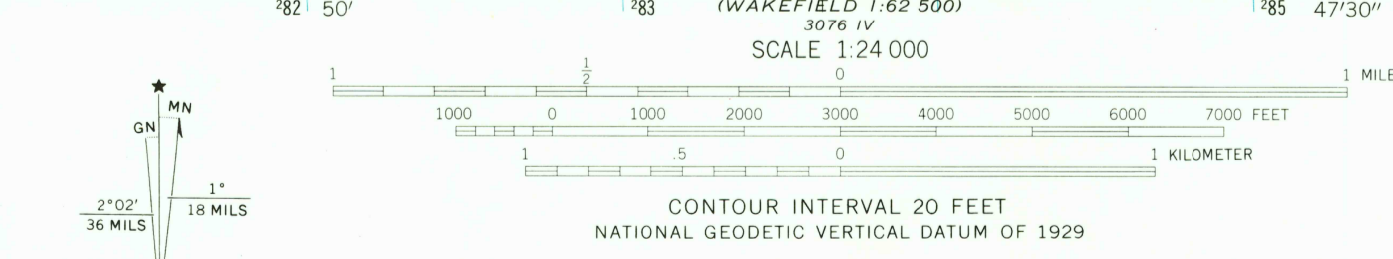 ²82 50' ²83 (WAKEFIELD 1:62 500) ²85 47'30"
3076 IV
SCALE 1:24 000
1 ½ 0 1 MILE
1000 0 1000 2000 3000 4000 5000 6000 7000 FEET
1 .5 0 1 KILOMETER
CONTOUR INTERVAL 20 FEET
NATIONAL GEODETIC VERTICAL DATUM OF 1929
★
MN
GN
1°
18 MILS
2°02'
36 MILS